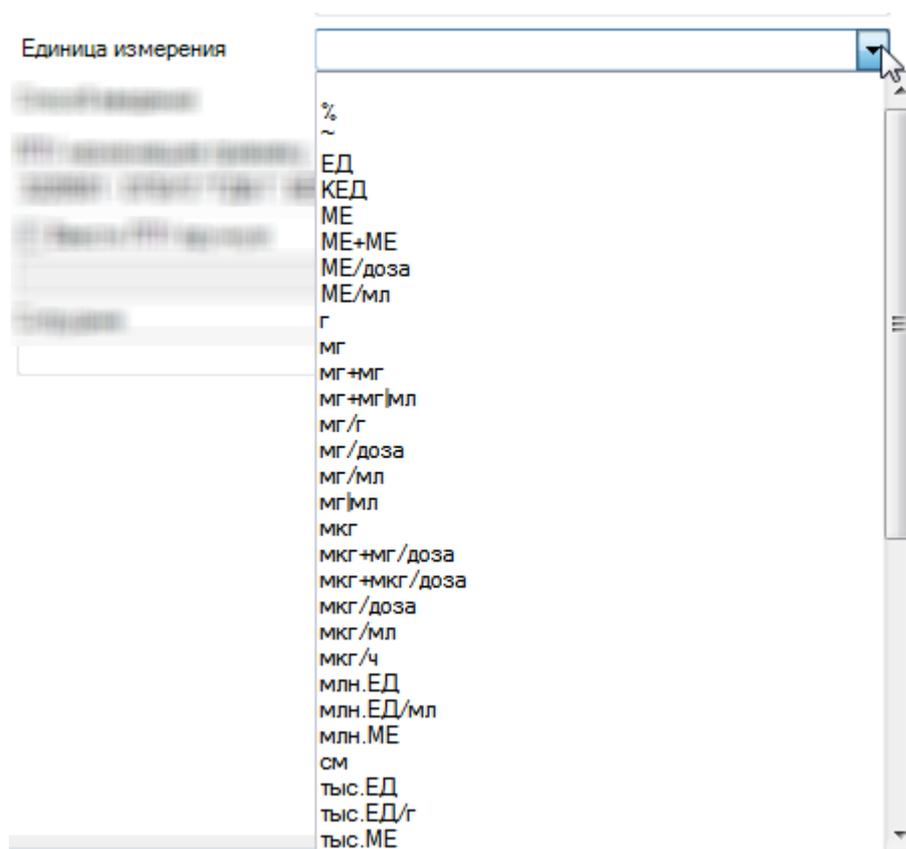 Единица измерения
%
~
ЕД
КЕД
МЕ
МЕ+МЕ
МЕ/доза
МЕ/мл
г
мг
мг+мг
мг+мг|мл
мг/г
мг/доза
мг/мл
мг|мл
мкг
мкг+мг/доза
мкг+мкг/доза
мкг/доза
мкг/мл
мкг/ч
млн.ЕД
млн.ЕД/мл
млн.МЕ
см
тыс.ЕД
тыс.ЕД/г
тыс.МЕ